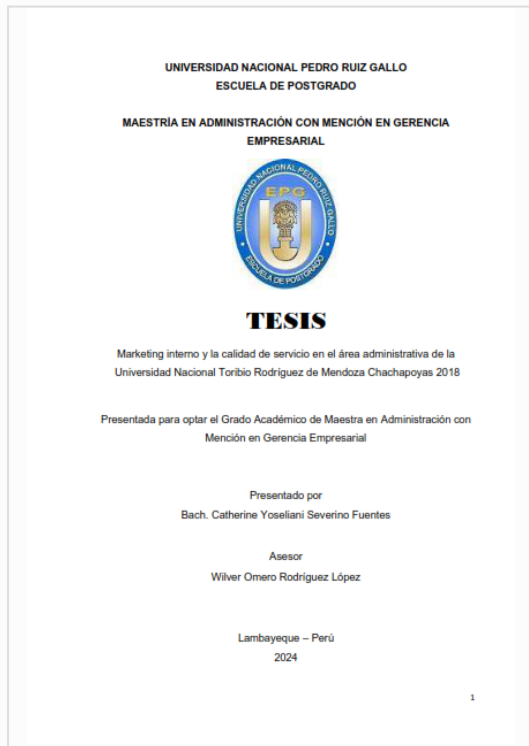 UNIVERSIDAD NACIONAL PEDRO RUIZ GALLO
ESCUELA DE POSTGRADO
MAESTRÍA EN ADMINISTRACIÓN CON MENCIÓN EN GERENCIA
EMPRESARIAL
UNIVERSIDAD NACIONAL PEDRO RUIZ GALLO
EPG
ESCUELA DE POSTGRADO
TESIS
Marketing interno y la calidad de servicio en el área administrativa de la
Universidad Nacional Toribio Rodríguez de Mendoza Chachapoyas 2018
Presentada para optar el Grado Académico de Maestra en Administración con
Mención en Gerencia Empresarial
Presentado por
Bach. Catherine Yoseliani Severino Fuentes
Asesor
Wilver Omero Rodríguez López
Lambayeque – Perú
2024
1